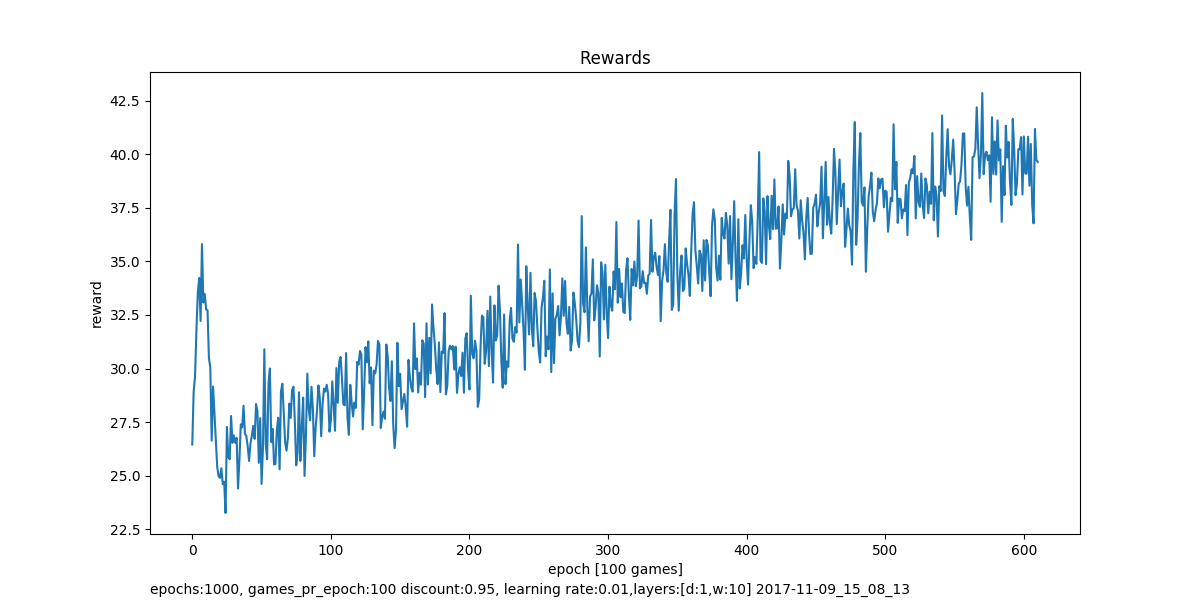 Rewards
42.5
40.0
37.5
35.0
32.5
30.0
27.5
25.0
22.5
reward
0 100 200 300 400 500 600
epoch [100 games]
epochs:1000, games_pr_epoch:100 discount:0.95, learning rate:0.01,layers:[d:1,w:10] 2017-11-09_15_08_13